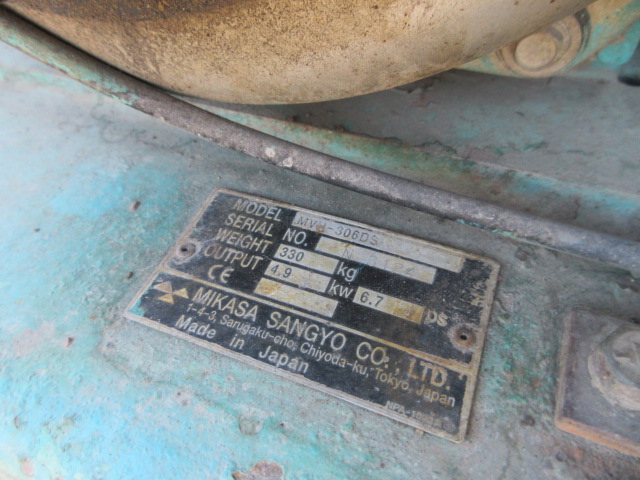 MODEL MVH-306DS
SERIAL NO.
WEIGHT 330 kg
OUTPUT 4.9 kw 6.7 PS
CE
MIKASA SANGYO CO., LTD.
1-4-3, Sarugaku-cho, Chiyoda-ku, Tokyo, Japan
Made in Japan